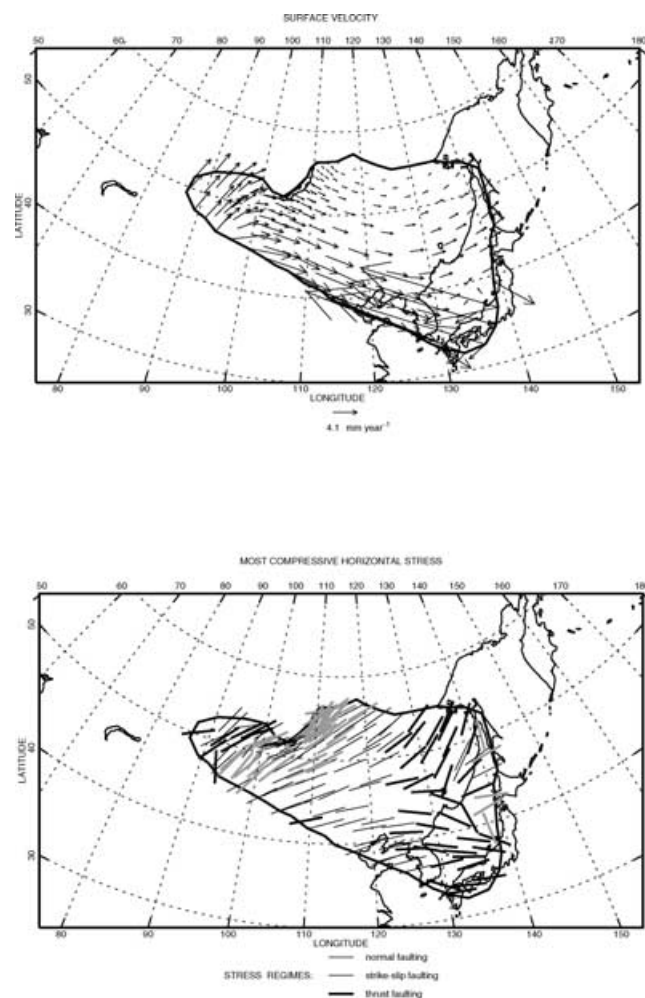 SURFACE VELOCITY
50 60 70 80 90 100 110 120 130 140 150 160 270 180
50
40
30
LATITUDE
80 90 100 110 120 130 140 150
LONGITUDE
4.1 mm year⁻¹
MOST COMPRESSIVE HORIZONTAL STRESS
50 60 70 80 90 100 110 120 130 140 150 160 170 180
50
40
30
LATITUDE
80 90 100 110 120 130 140 150
LONGITUDE
normal faulting
STRESS REGIMES: strike-slip faulting
thrust faulting